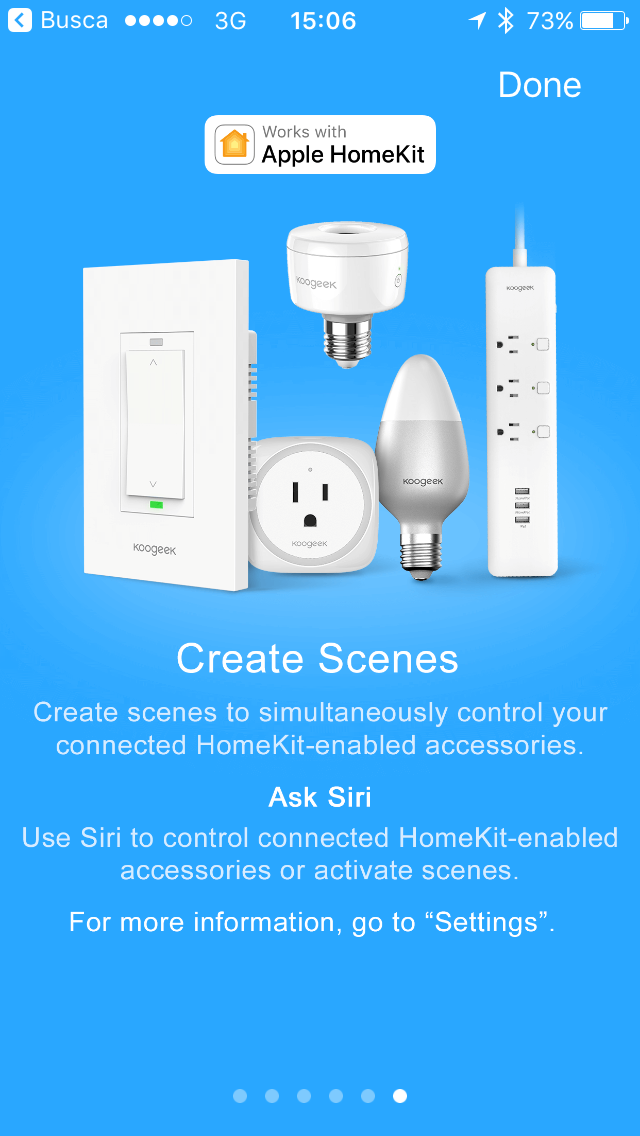 Busca 3G 15:06 73%
Done
Works with
Apple HomeKit
KOOGEEK
KOOGEEK
KOOGEEK
KOOGEEK
KOOGEEK
Create Scenes
Create scenes to simultaneously control your
connected HomeKit-enabled accessories.
Ask Siri
Use Siri to control connected HomeKit-enabled
accessories or activate scenes.
For more information, go to “Settings”.